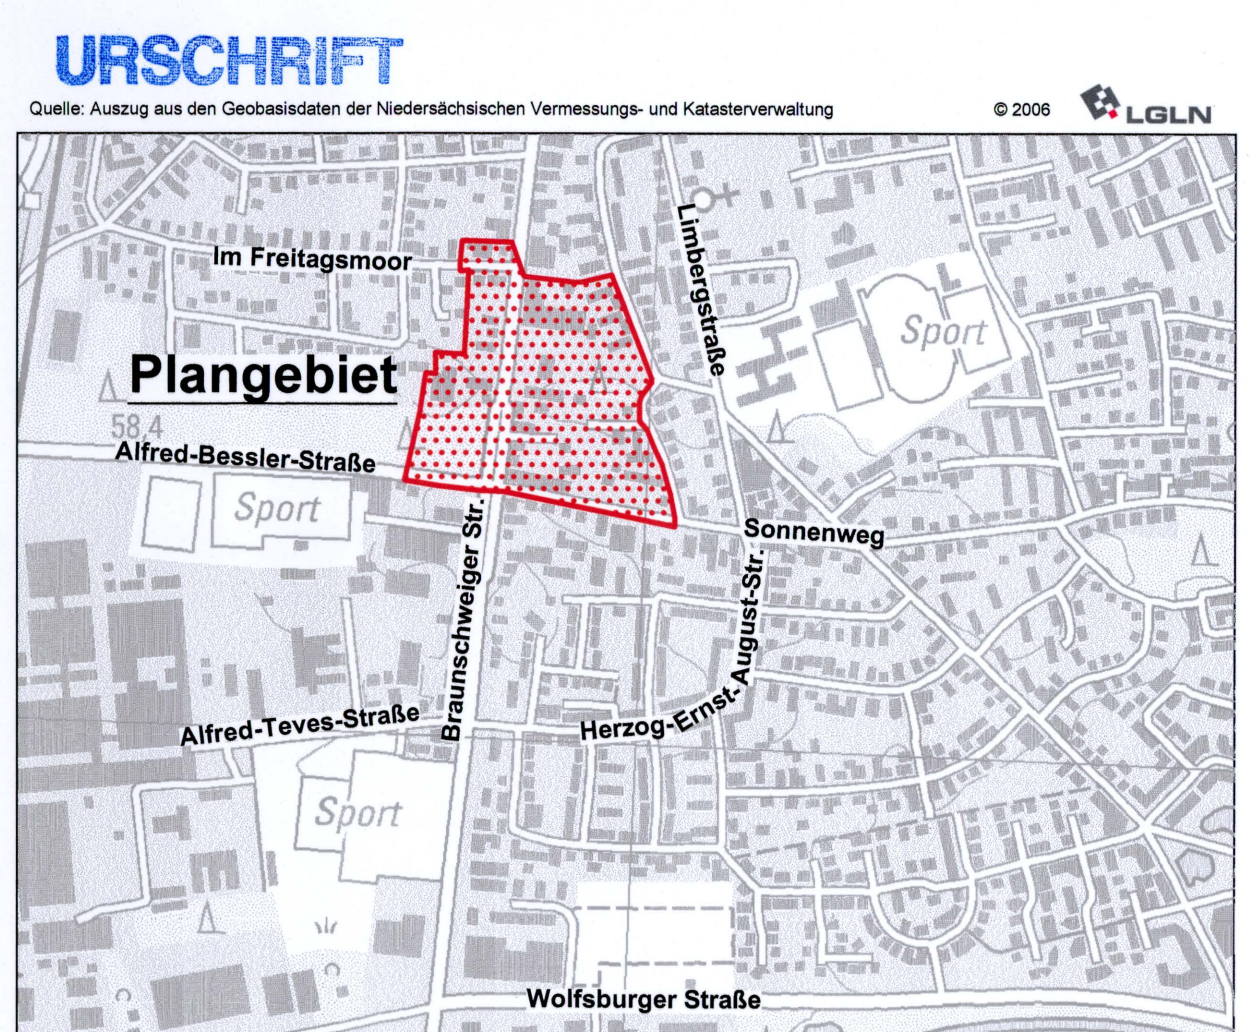 URSCHRIFT
Quelle: Auszug aus den Geobasisdaten der Niedersächsischen Vermessungs- und Katasterverwaltung
© 2006
LGLN
Im Freitagsmoor
Limbergstraße
Sport
Plangebiet
58,4
Alfred-Bessler-Straße
Sport
Braunschweiger Str.
Sonnenweg
Herzog-Ernst-August-Str.
Alfred-Teves-Straße
Sport
Wolfsburger Straße